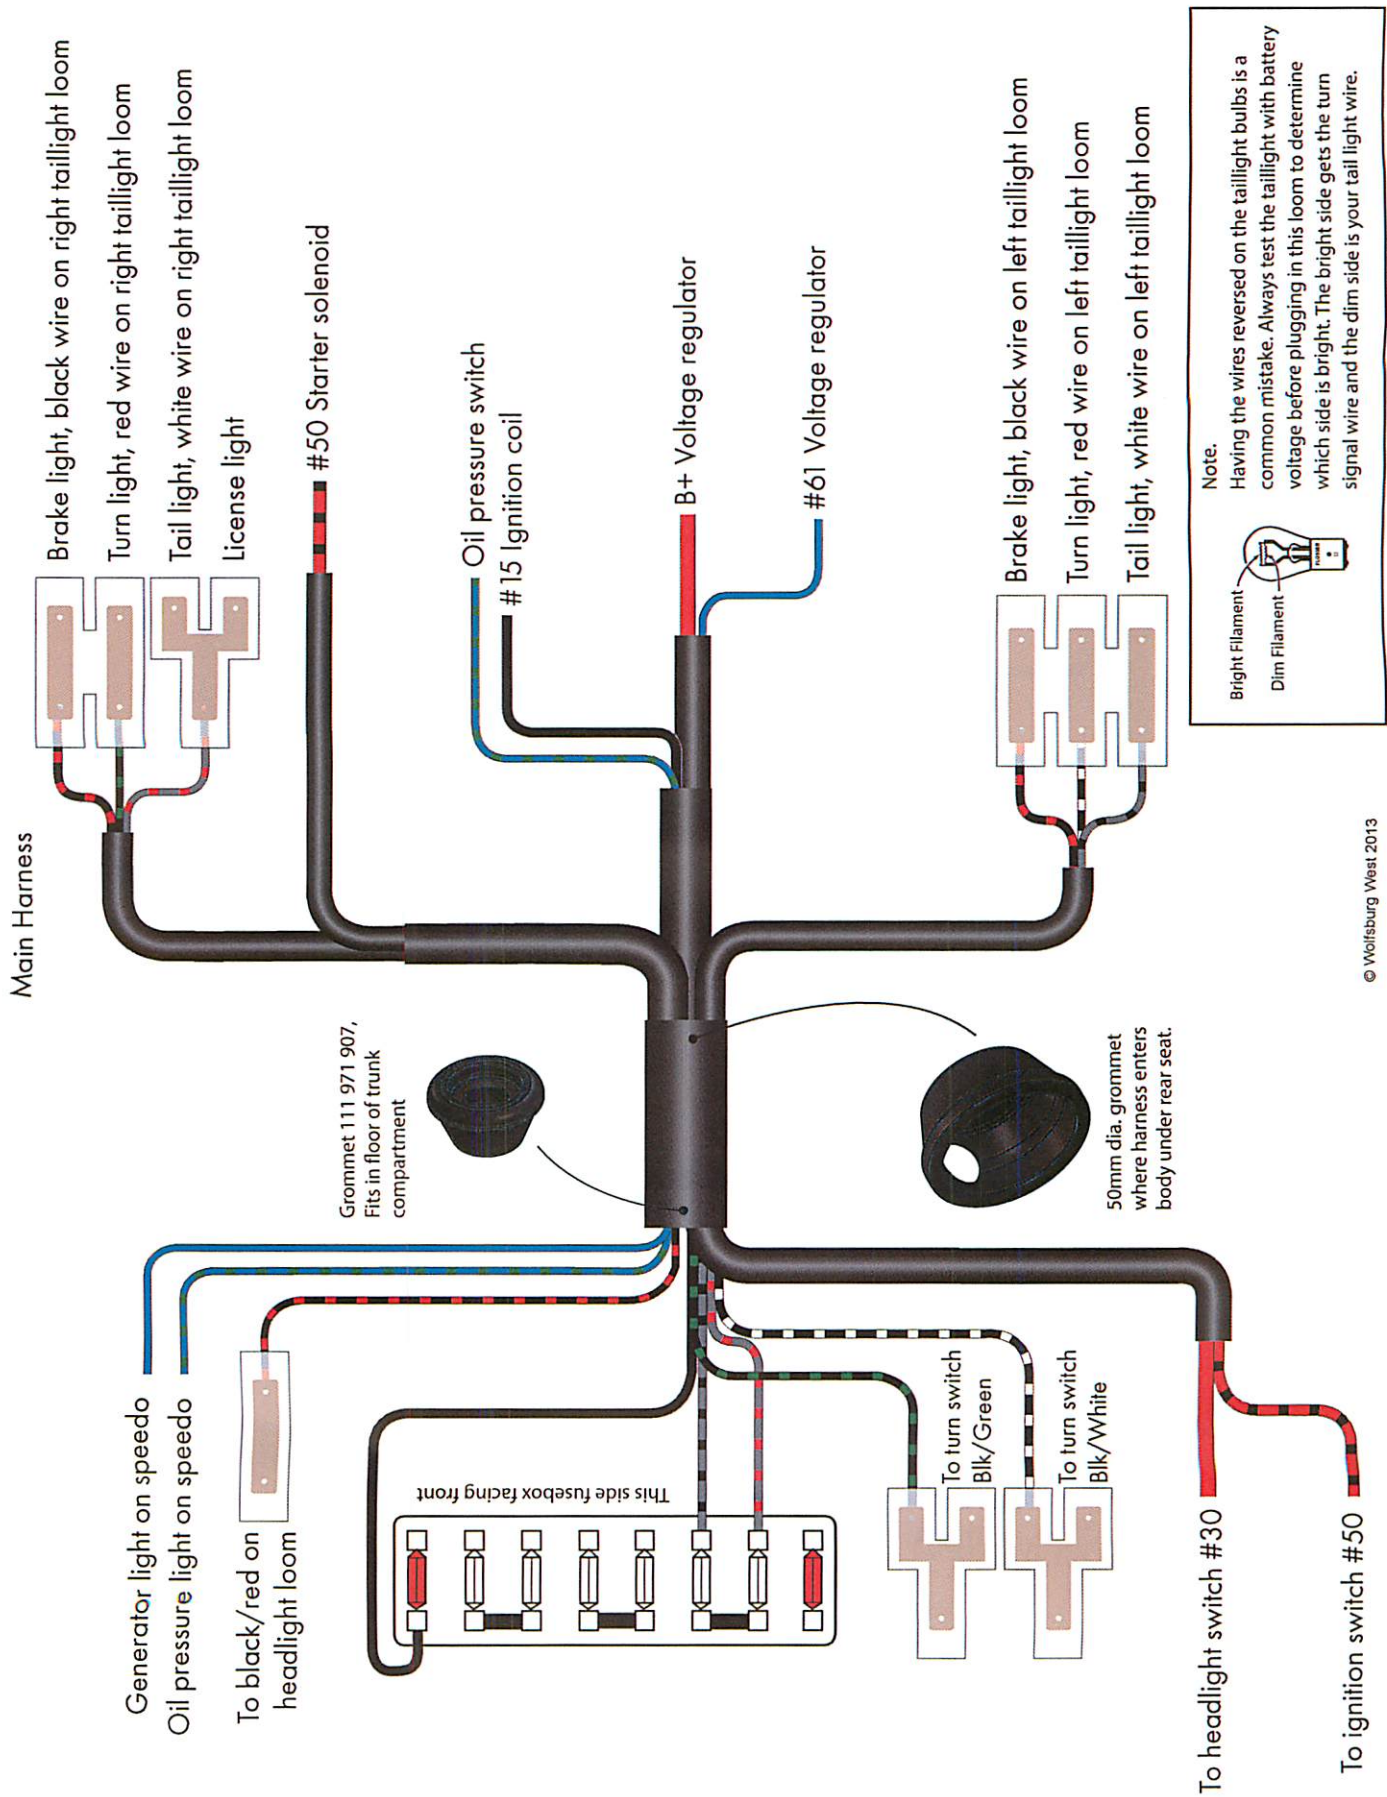 Main Harness
Generator light on speedo
Oil pressure light on speedo
To black/red on
headlight loom
This side fusebox facing front
To turn switch
Blk/Green
To turn switch
Blk/White
To headlight switch #30
To ignition switch #50
Grommet 111 971 907,
Fits in floor of trunk
compartment
50mm dia. grommet
where harness enters
body under rear seat.
Brake light, black wire on right taillight loom
Turn light, red wire on right taillight loom
Tail light, white wire on right taillight loom
License light
#50 Starter solenoid
Oil pressure switch
#15 Ignition coil
B+ Voltage regulator
#61 Voltage regulator
Brake light, black wire on left taillight loom
Turn light, red wire on left taillight loom
Tail light, white wire on left taillight loom
Bright Filament
Dim Filament
Note.
Having the wires reversed on the taillight bulbs is a
common mistake. Always test the taillight with battery
voltage before plugging in this loom to determine
which side is bright. The bright side gets the turn
signal wire and the dim side is your tail light wire.
© Wolfsburg West 2013